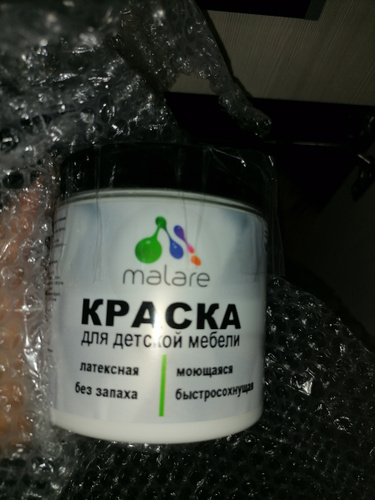 malare
КРАСКА
для детской мебели
латексная
без запаха
моющаяся
быстросохнущая